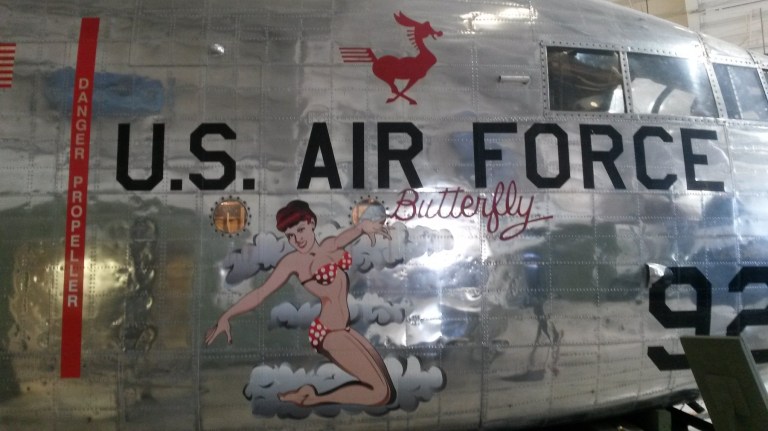 U.S. AIR FORCE
Butterfly
DANGER PROPELLER
92